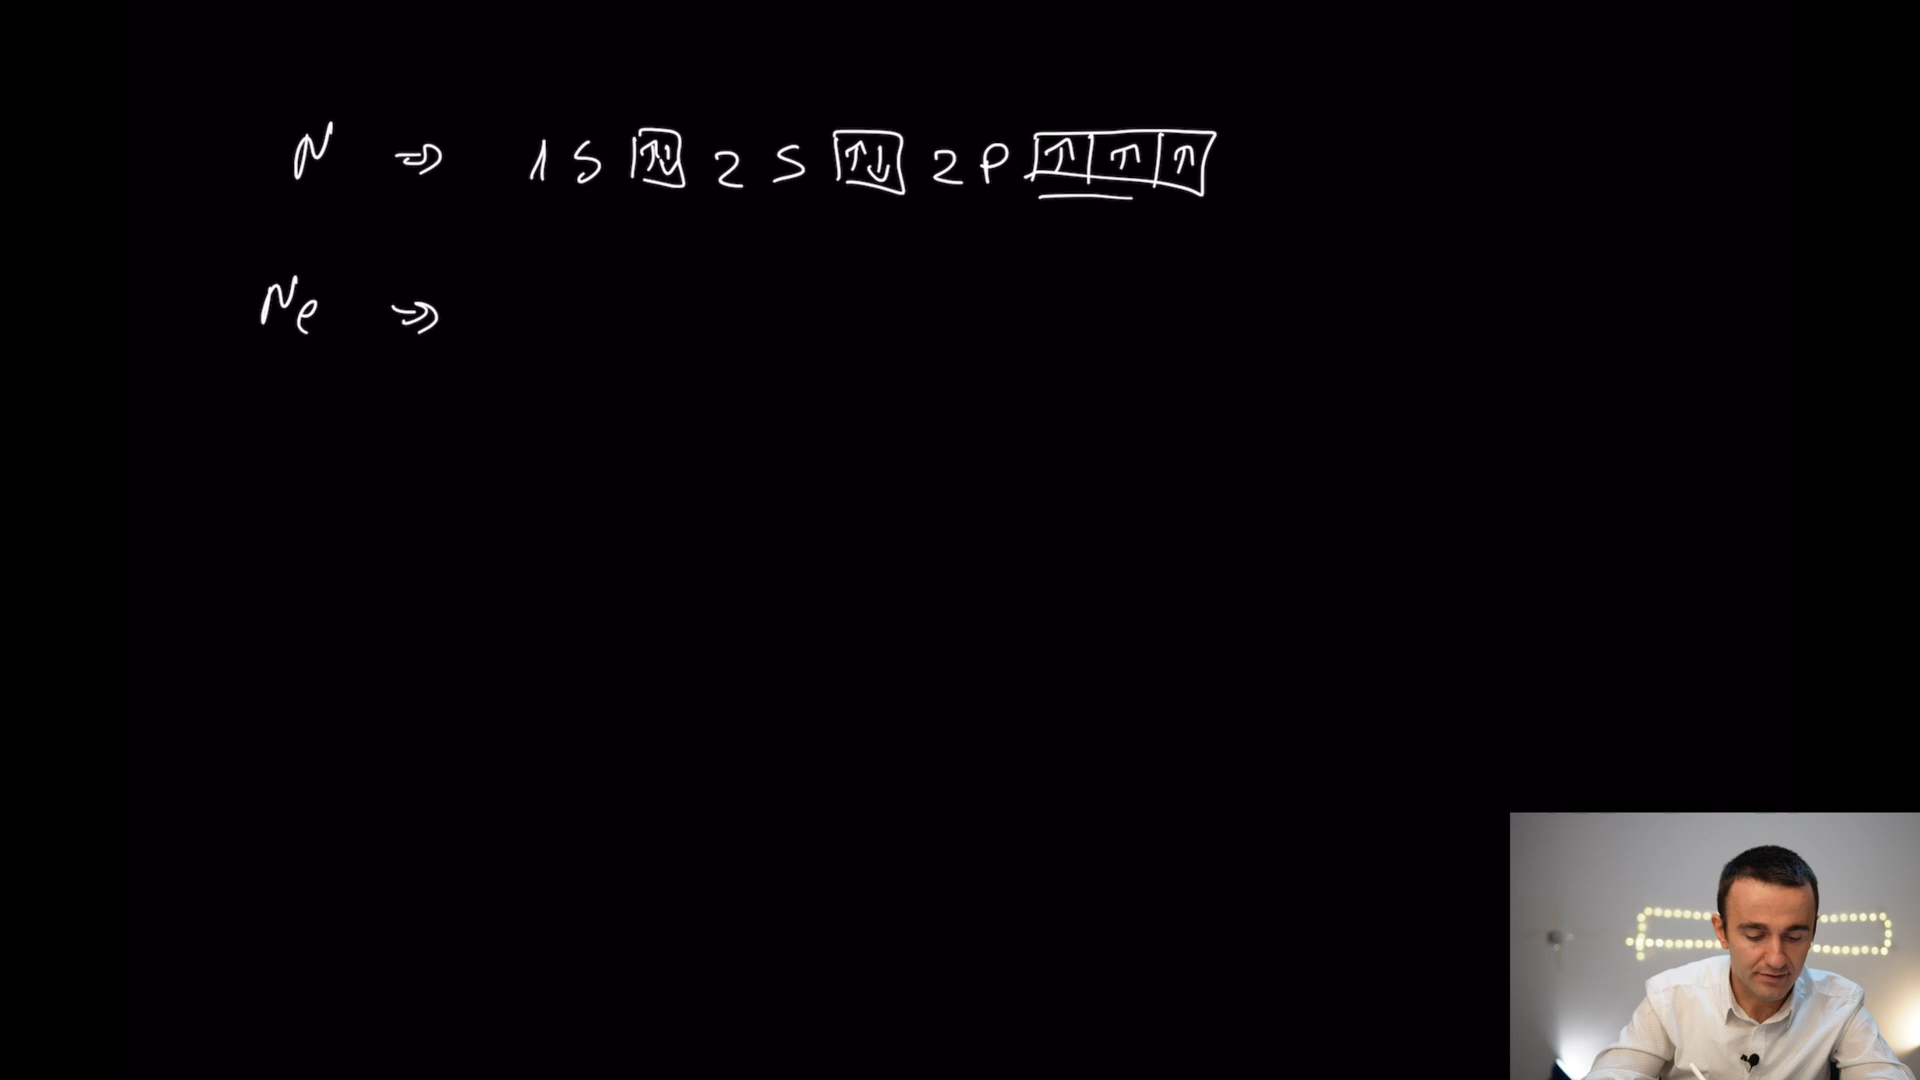 N ⇒ 1S ↑↓ 2S ↑↓ 2P ↑ ↑ ↑
Ne ⇒